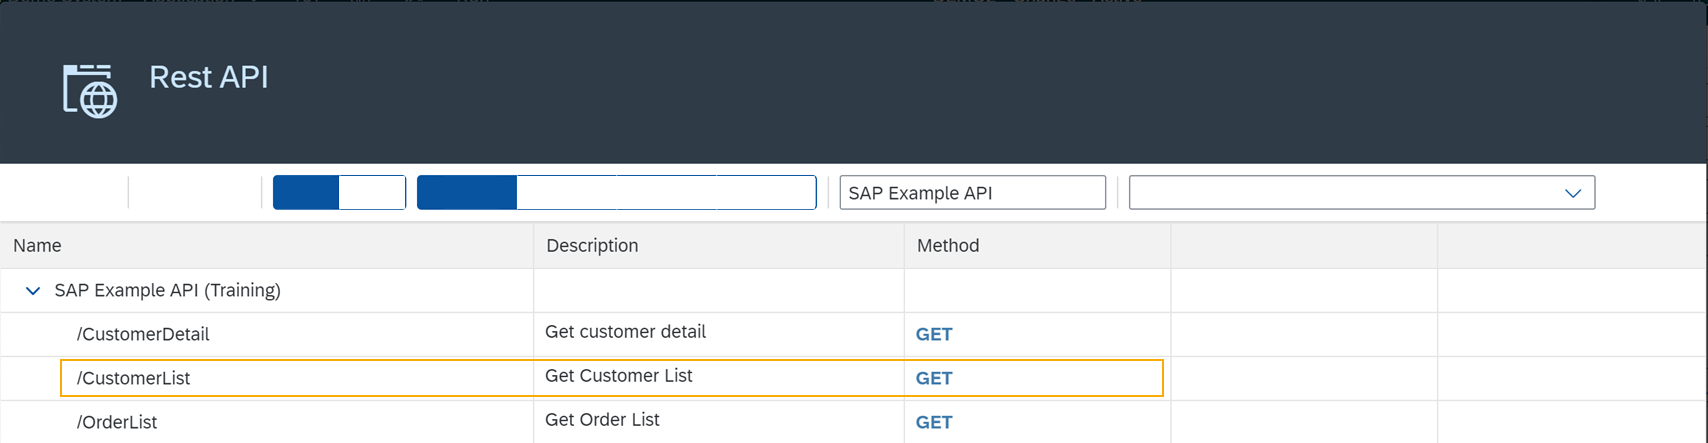 Rest API
SAP Example API
Name Description Method
SAP Example API (Training)
/CustomerDetail Get customer detail GET
/CustomerList Get Customer List GET
/OrderList Get Order List GET